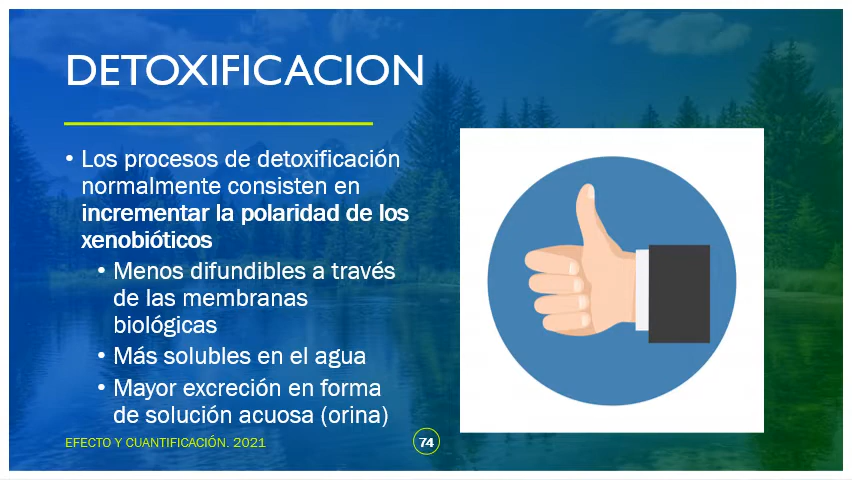 DETOXIFICACION
• Los procesos de detoxificación
normalmente consisten en
incrementar la polaridad de los
xenobióticos
• Menos difundibles a través
de las membranas
biológicas
• Más solubles en el agua
• Mayor excreción en forma
de solución acuosa (orina)
EFECTO Y CUANTIFICACIÓN. 2021
74